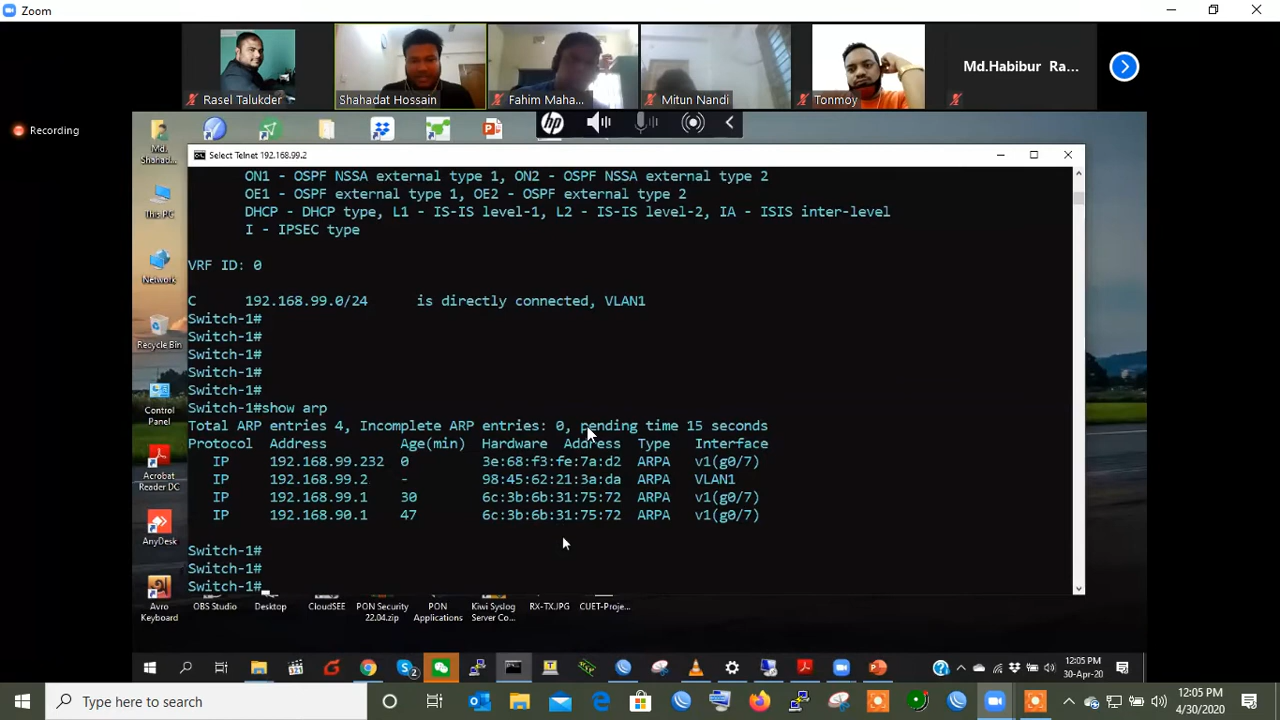 Zoom
Rasel Talukder
Shahadat Hossain
Fahim Maha...
Mitun Nandi
Tonmoy
Md.Habibur Ra...
Recording
hp
Md. Shahad...
This PC
Network
Recycle Bin
Control Panel
Acrobat Reader DC
AnyDesk
Avro Keyboard
Select Telnet 192.168.99.2
ON1 - OSPF NSSA external type 1, ON2 - OSPF NSSA external type 2
OE1 - OSPF external type 1, OE2 - OSPF external type 2
DHCP - DHCP type, L1 - IS-IS level-1, L2 - IS-IS level-2, IA - ISIS inter-level
I - IPSEC type
VRF ID: 0
C 192.168.99.0/24 is directly connected, VLAN1
Switch-1#
Switch-1#
Switch-1#
Switch-1#
Switch-1#
Switch-1#show arp
Total ARP entries 4, Incomplete ARP entries: 0, pending time 15 seconds
Protocol Address Age(min) Hardware Address Type Interface
IP 192.168.99.232 0 3e:68:f3:fe:7a:d2 ARPA v1(g0/7)
IP 192.168.99.2 - 98:45:62:21:3a:da ARPA VLAN1
IP 192.168.99.1 30 6c:3b:6b:31:75:72 ARPA v1(g0/7)
IP 192.168.90.1 47 6c:3b:6b:31:75:72 ARPA v1(g0/7)
Switch-1#
Switch-1#
Switch-1#
OBS Studio
Desktop
CloudSEE
PON Security 22.04.zip
PON Applications
Kiwi Syslog Server Co...
RX-TX.JPG
CUET-Proje...
12:05 PM
30-Apr-20
Type here to search
12:05 PM
4/30/2020